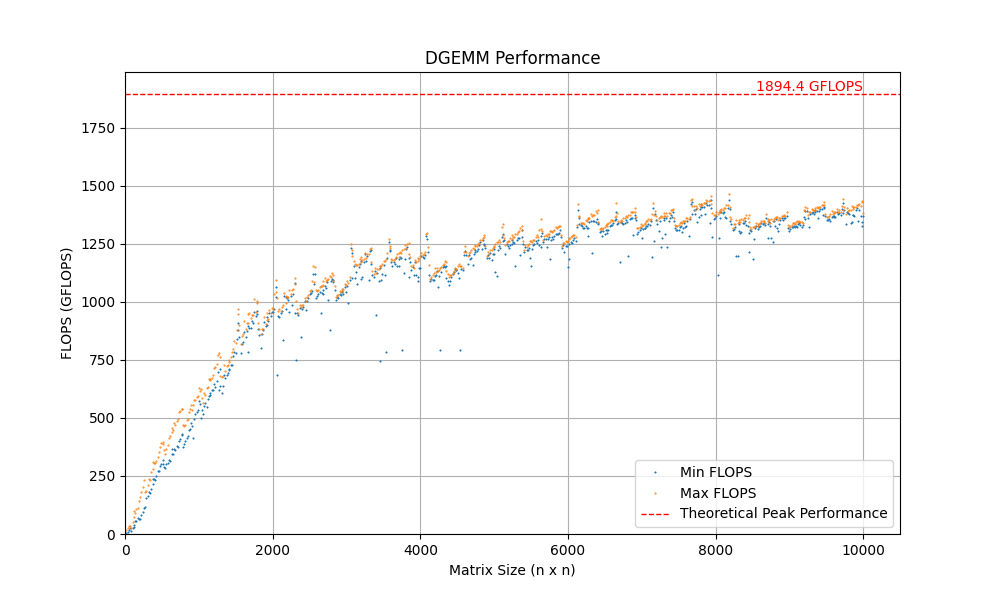 DGEMM Performance
1894.4 GFLOPS
1750
1500
1250
1000
750
500
250
0
FLOPS (GFLOPS)
0 2000 4000 6000 8000 10000
Matrix Size (n x n)
Min FLOPS
Max FLOPS
Theoretical Peak Performance